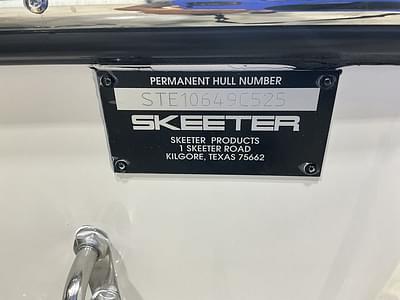 PERMANENT HULL NUMBER
STE10649C525
SKEETER
SKEETER PRODUCTS
1 SKEETER ROAD
KILGORE, TEXAS 75662